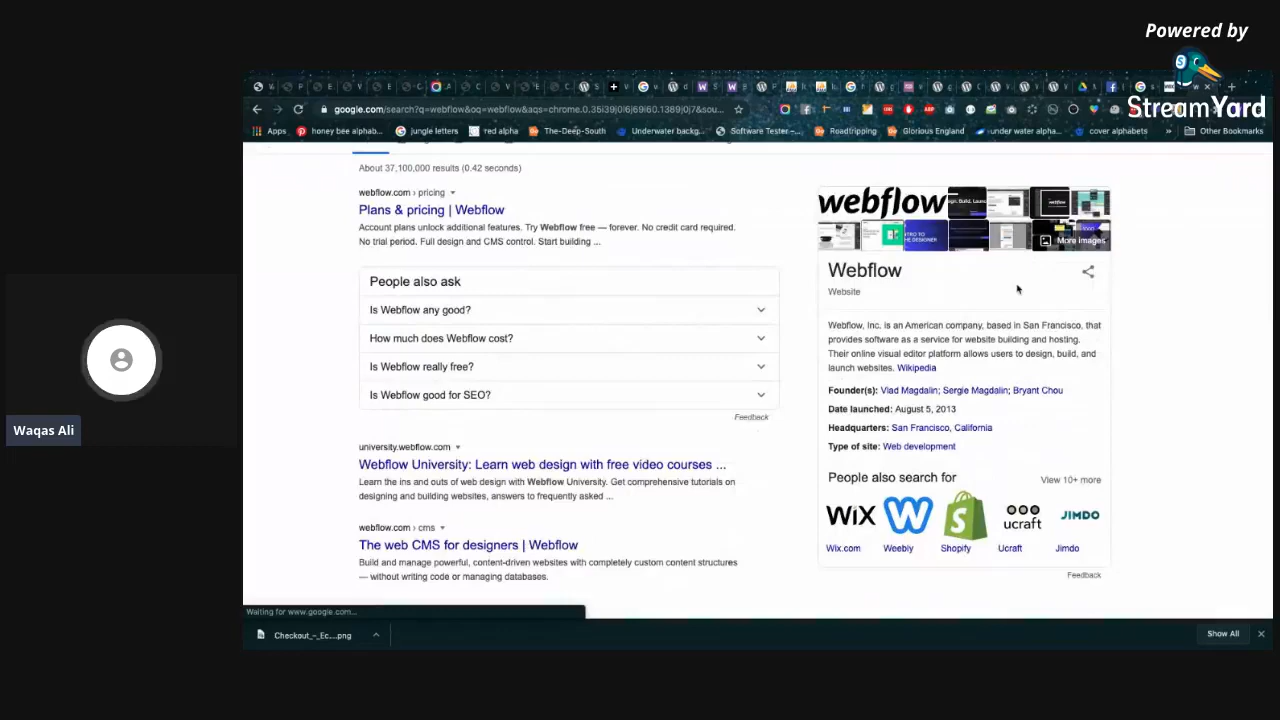 Powered by
StreamYard
google.com/search?q=webflow&oq=webflow&aqs=chrome.0.35i39j0i6j69i60.1389j0j7&sou...
Apps honey bee alphab... jungle letters red alpha The-Deep-South Underwater backg... Software Tester –... Roadtripping Glorious England under water alpha... cover alphabets » Other Bookmarks
About 37,100,000 results (0.42 seconds)
webflow.com › pricing
Plans & pricing | Webflow
Account plans unlock additional features. Try Webflow free — forever. No credit card required.
No trial period. Full design and CMS control. Start building ...
People also ask
Is Webflow any good?
How much does Webflow cost?
Is Webflow really free?
Is Webflow good for SEO?
Feedback
university.webflow.com
Webflow University: Learn web design with free video courses ...
Learn the ins and outs of web design with Webflow University. Get comprehensive tutorials on
designing and building websites, answers to frequently asked ...
webflow.com › cms
The web CMS for designers | Webflow
Build and manage powerful, content-driven websites with completely custom content structures
— without writing code or managing databases.
webflow
More images
Webflow
Website
Webflow, Inc. is an American company, based in San Francisco, that
provides software as a service for website building and hosting.
Their online visual editor platform allows users to design, build, and
launch websites. Wikipedia
Founder(s): Vlad Magdalin; Sergie Magdalin; Bryant Chou
Date launched: August 5, 2013
Headquarters: San Francisco, California
Type of site: Web development
People also search for
View 10+ more
WiX
ucraft
JIMDO
Wix.com Weebly Shopify Ucraft Jimdo
Feedback
Waiting for www.google.com...
Checkout_–_Ec....png
Show All
Waqas Ali